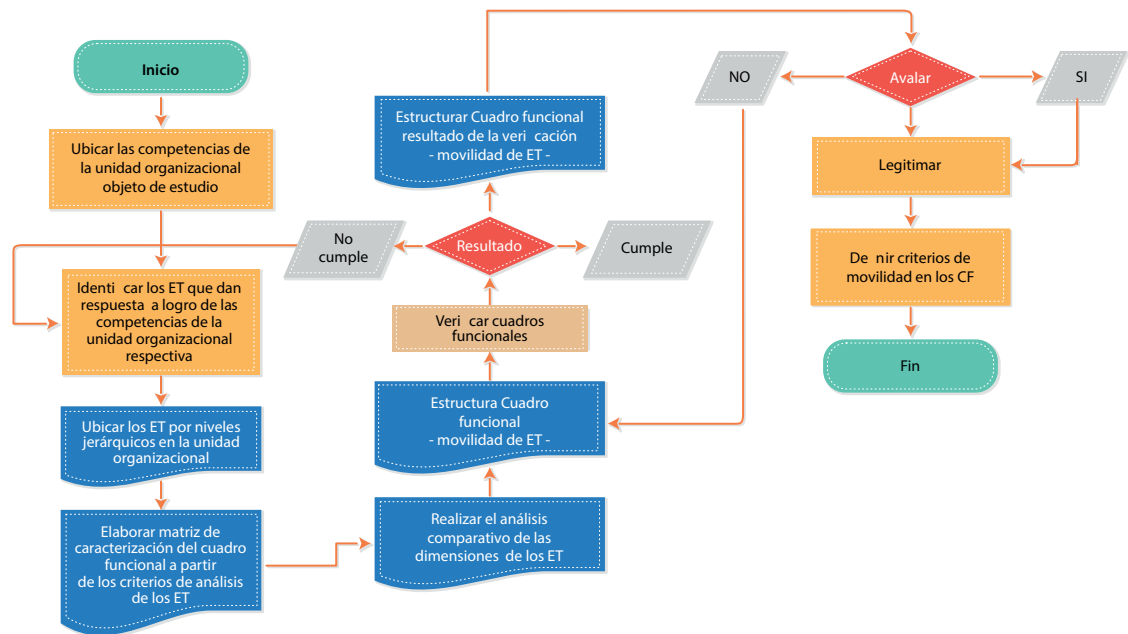 Inicio
Ubicar las competencias de
la unidad organizacional
objeto de estudio
Identi car los ET que dan
respuesta a logro de las
competencias de la
unidad organizacional
respectiva
Ubicar los ET por niveles
jerárquicos en la unidad
organizacional
Elaborar matriz de
caracterización del cuadro
funcional a partir
de los criterios de análisis
de los ET
Realizar el análisis
comparativo de las
dimensiones de los ET
Estructura Cuadro
funcional
- movilidad de ET -
Veri car cuadros
funcionales
Resultado
No
cumple
Cumple
Estructurar Cuadro funcional
resultado de la veri cación
- movilidad de ET -
Avalar
NO
SI
Legitimar
De nir criterios de
movilidad en los CF
Fin